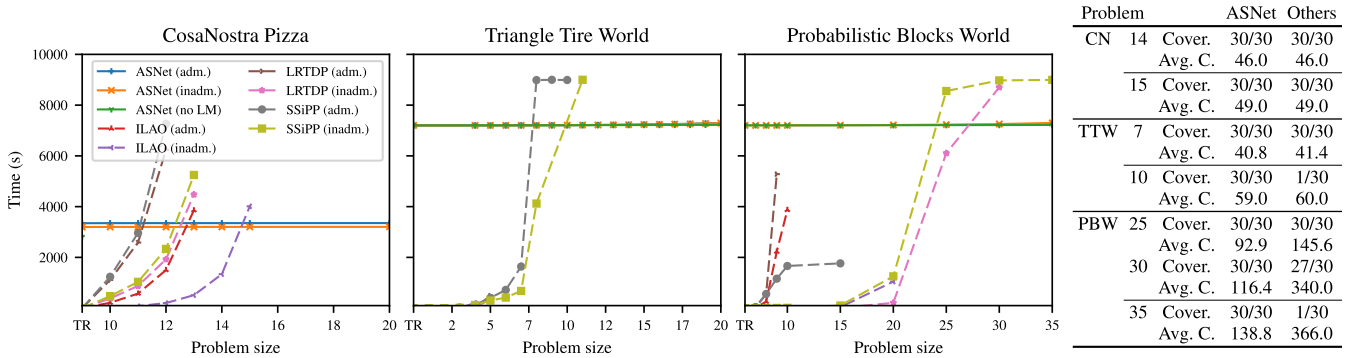 CosaNostra Pizza
Triangle Tire World
Probabilistic Blocks World
Time (s)
10000
8000
6000
4000
2000
ASNet (adm.)
ASNet (inadm.)
ASNet (no LM)
ILAO (adm.)
ILAO (inadm.)
LRTDP (adm.)
LRTDP (inadm.)
SSiPP (adm.)
SSiPP (inadm.)
TR 10 12 14 16 18 20
Problem size
TR 2 5 7 10 12 15 17 20
Problem size
TR 10 15 20 25 30 35
Problem size
Problem ASNet Others
CN 14 Cover. 30/30 30/30
Avg. C. 46.0 46.0
15 Cover. 30/30 30/30
Avg. C. 49.0 49.0
TTW 7 Cover. 30/30 30/30
Avg. C. 40.8 41.4
10 Cover. 30/30 1/30
Avg. C. 59.0 60.0
PBW 25 Cover. 30/30 30/30
Avg. C. 92.9 145.6
30 Cover. 30/30 27/30
Avg. C. 116.4 340.0
35 Cover. 30/30 1/30
Avg. C. 138.8 366.0